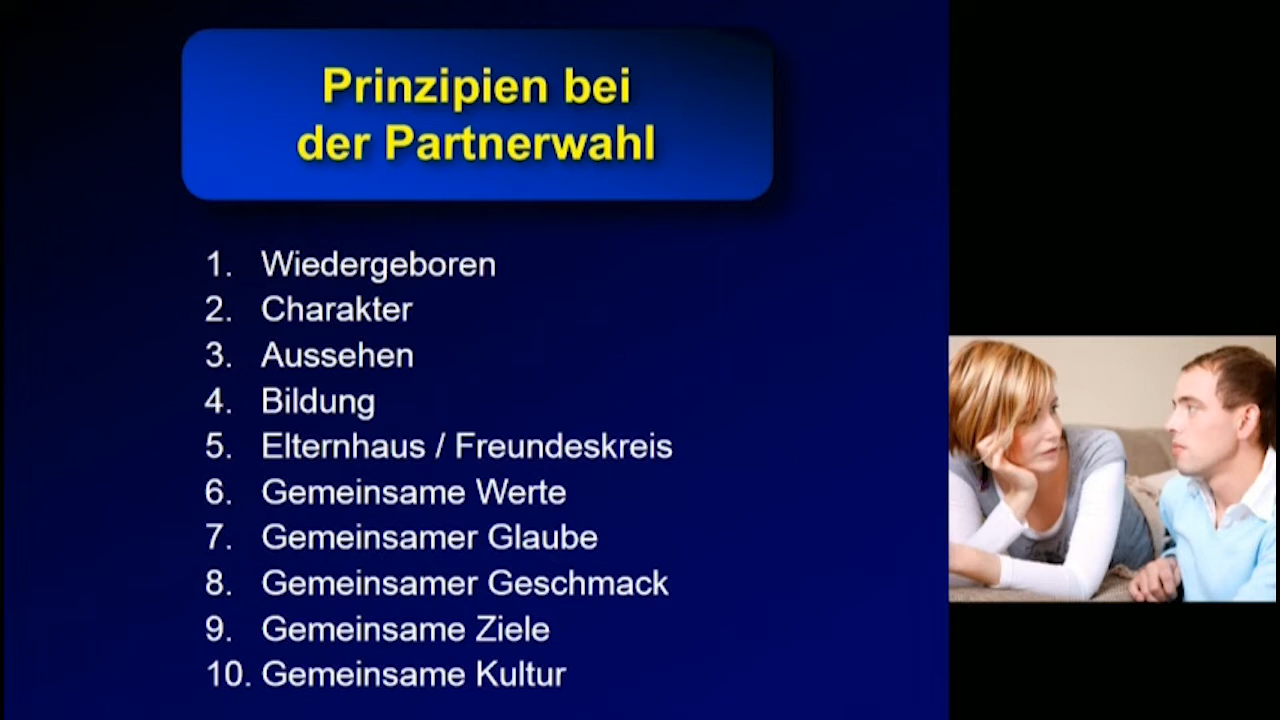 Prinzipien bei
der Partnerwahl
1. Wiedergeboren
2. Charakter
3. Aussehen
4. Bildung
5. Elternhaus / Freundeskreis
6. Gemeinsame Werte
7. Gemeinsamer Glaube
8. Gemeinsamer Geschmack
9. Gemeinsame Ziele
10. Gemeinsame Kultur